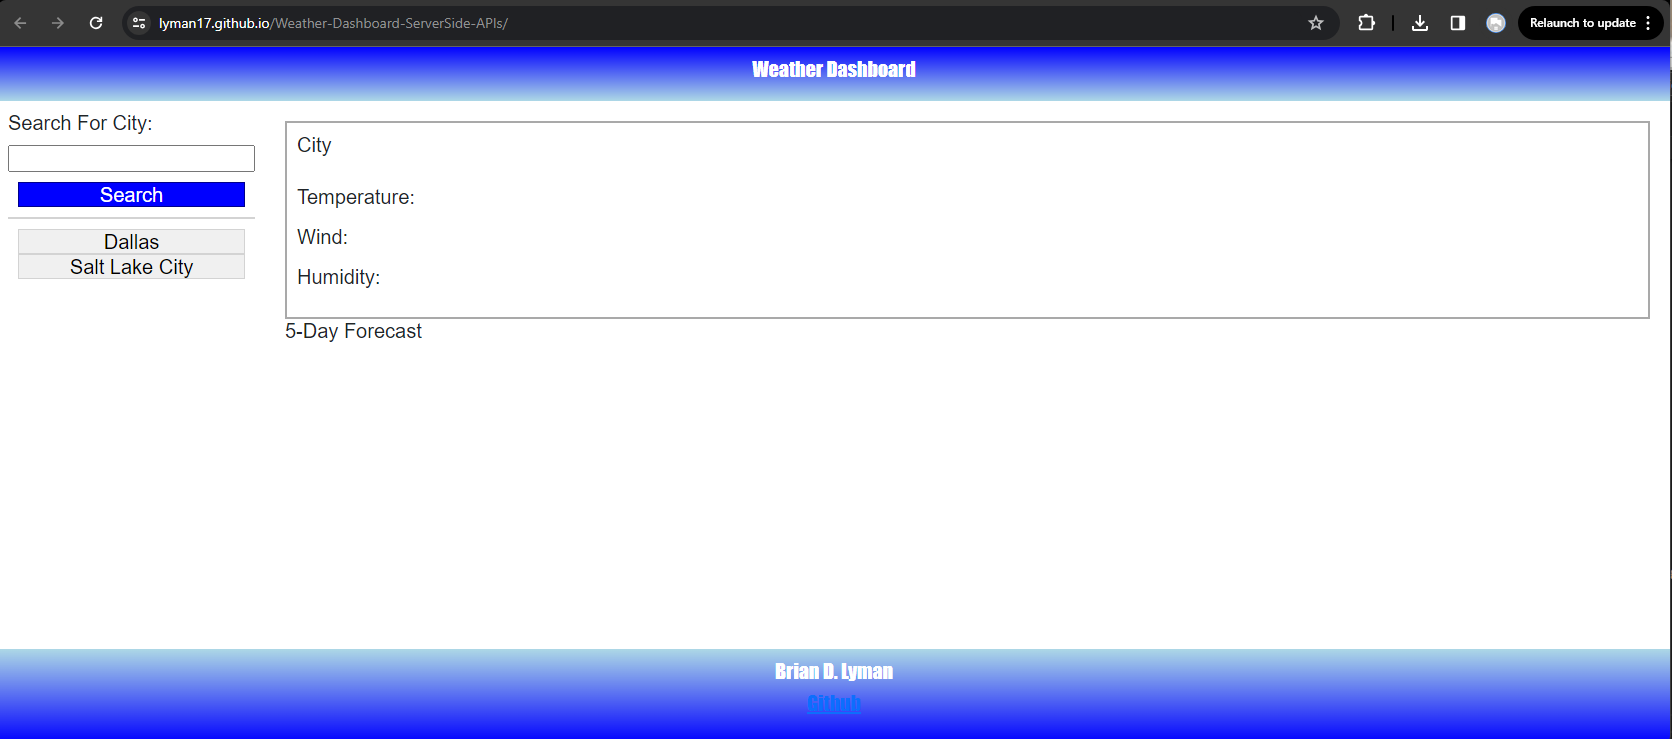 lyman17.github.io/Weather-Dashboard-ServerSide-APIs/
Relaunch to update
Weather Dashboard
Search For City:
Search
Dallas
Salt Lake City
City
Temperature:
Wind:
Humidity:
5-Day Forecast
Brian D. Lyman
Github